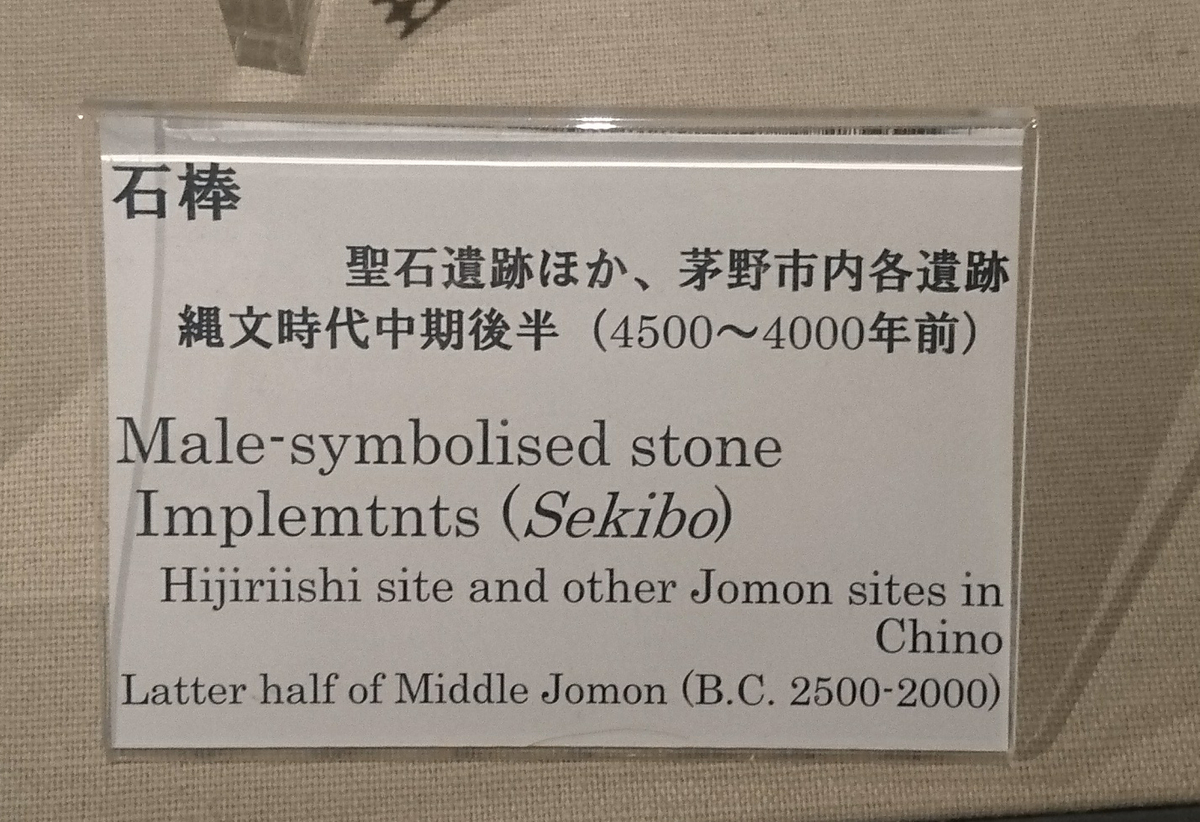 石棒
聖石遺跡ほか、茅野市内各遺跡
縄文時代中期後半（4500～4000年前）
Male-symbolised stone
Implemtnts (Sekibo)
Hijiriishi site and other Jomon sites in
Chino
Latter half of Middle Jomon (B.C. 2500-2000)